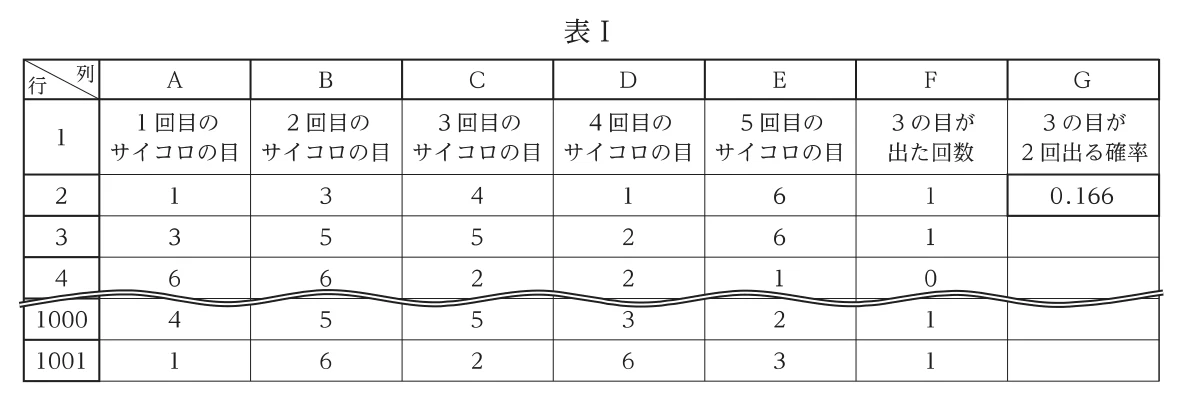 表Ⅰ
列 行 A B C D E F G
1 1回目の 2回目の 3回目の 4回目の 5回目の 3の目が 3の目が
サイコロの目 サイコロの目 サイコロの目 サイコロの目 サイコロの目 出た回数 2回出る確率
2 1 3 4 1 6 1 0.166
3 3 5 5 2 6 1
4 6 6 2 2 1 0
1000 4 5 5 3 2 1
1001 1 6 2 6 3 1